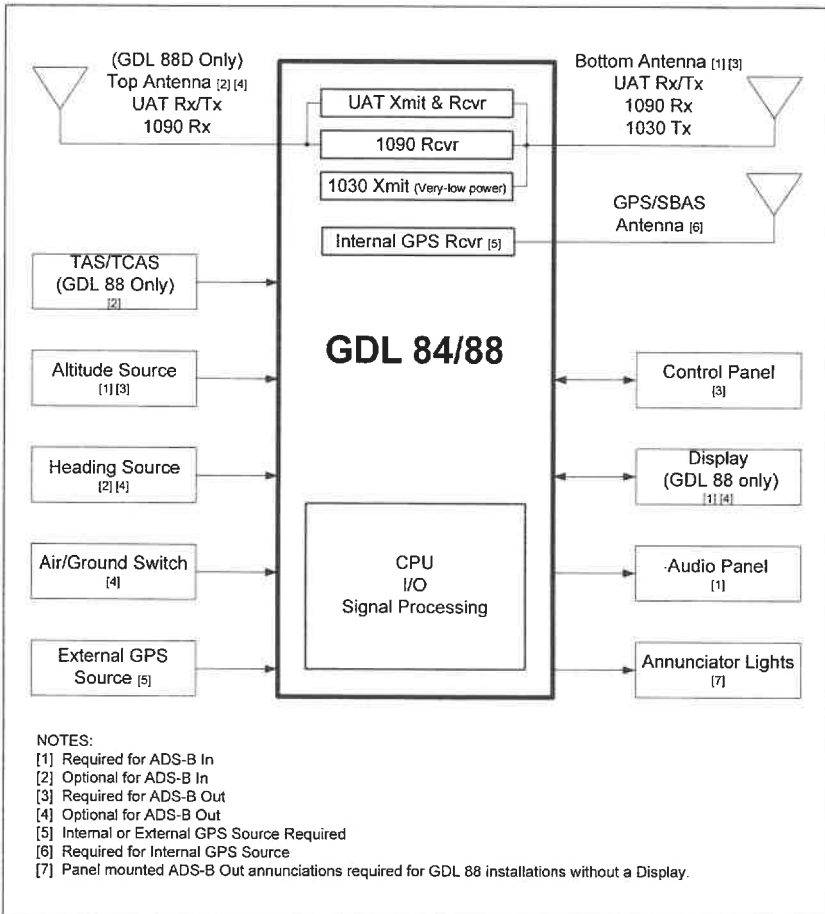 (GDL 88D Only)
Top Antenna [2] [4]
UAT Rx/Tx
1090 Rx
Bottom Antenna [1] [3]
UAT Rx/Tx
1090 Rx
1030 Tx
UAT Xmit & Rcvr
1090 Rcvr
1030 Xmit (Very-low power)
GPS/SBAS
Antenna [6]
Internal GPS Rcvr [5]
TAS/TCAS
(GDL 88 Only)
[2]
GDL 84/88
Altitude Source
[1] [3]
Control Panel
[3]
Heading Source
[2] [4]
Display
(GDL 88 only)
[1] [4]
Air/Ground Switch
[4]
CPU
I/O
Signal Processing
Audio Panel
[1]
External GPS
Source [5]
Annunciator Lights
[7]
NOTES:
[1] Required for ADS-B In
[2] Optional for ADS-B In
[3] Required for ADS-B Out
[4] Optional for ADS-B Out
[5] Internal or External GPS Source Required
[6] Required for Internal GPS Source
[7] Panel mounted ADS-B Out annunciations required for GDL 88 installations without a Display.